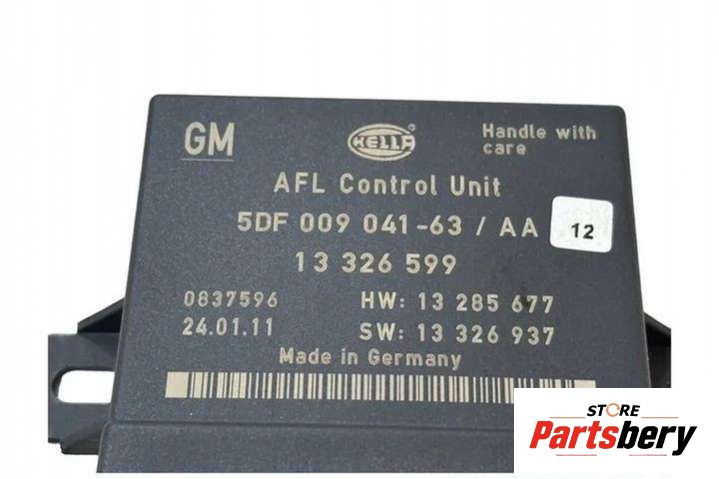 GM
HELLA
Handle with
care
AFL Control Unit
5DF 009 041-63 / AA
12
13 326 599
0837596
HW: 13 285 677
24.01.11
SW: 13 326 937
Made in Germany
STORE
Partsbery